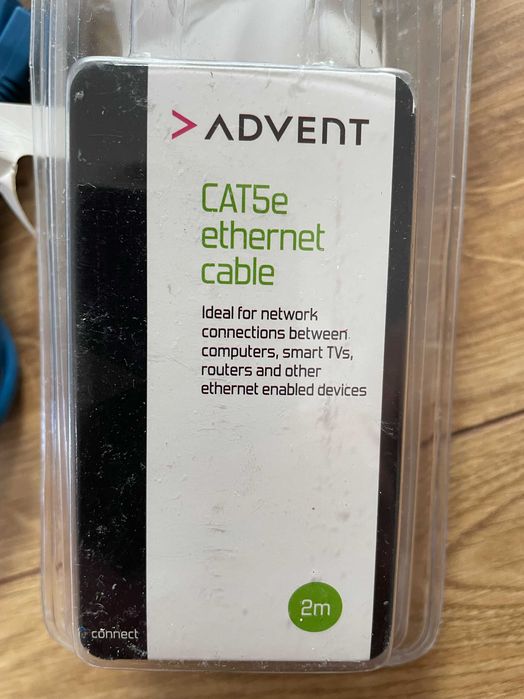 > ADVENT
CAT5e
ethernet
cable
Ideal for network
connections between
computers, smart TVs,
routers and other
ethernet enabled devices
2m
connect